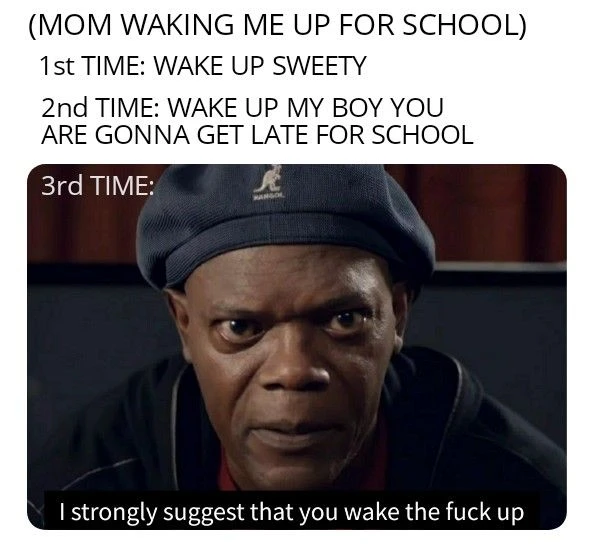 (MOM WAKING ME UP FOR SCHOOL)
1st TIME: WAKE UP SWEETY
2nd TIME: WAKE UP MY BOY YOU
ARE GONNA GET LATE FOR SCHOOL
3rd TIME:
KANGOL
I strongly suggest that you wake the fuck up